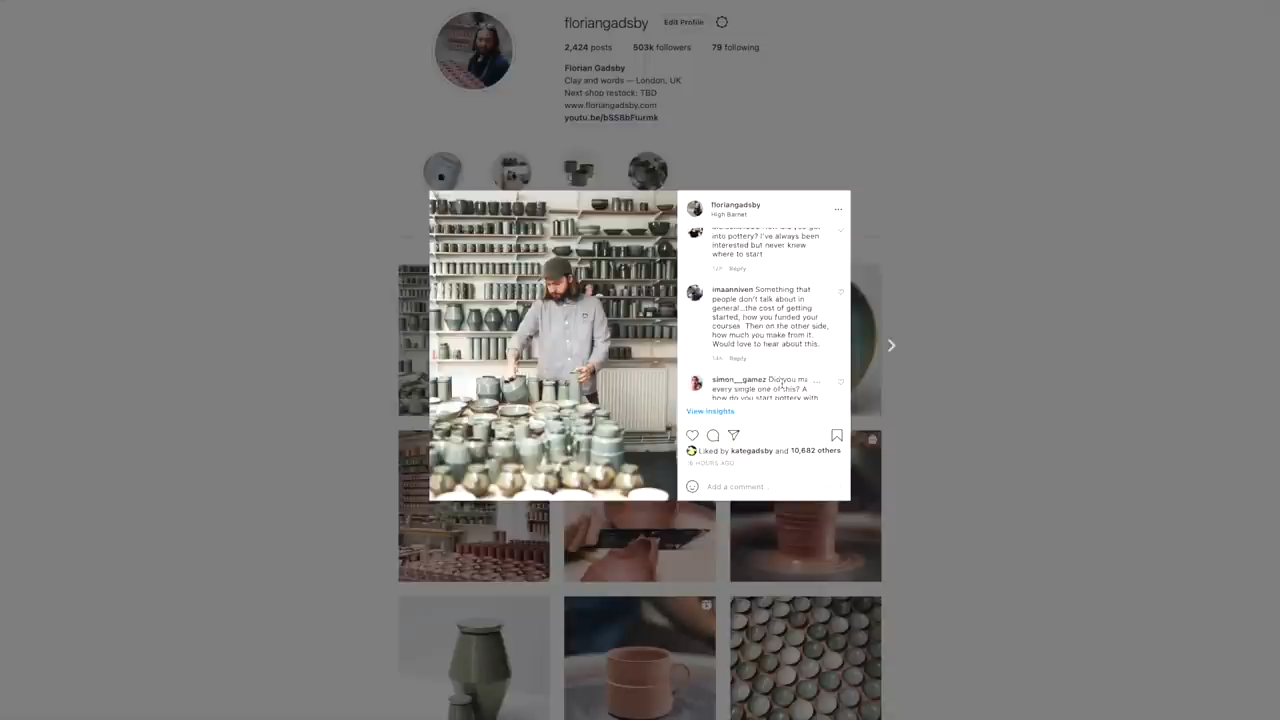 floriangadsby Edit Profile
2,424 posts 503k followers 79 following
Florian Gadsby
Clay and words — London, UK
Next shop restock: TBD
www.floriangadsby.com
floriangadsby
High Barnet
into pottery? I've always been
interested but never knew
where to start
Reply
imaanniven Something that
people don't talk about in
general...the cost of getting
started, how you funded your
courses Then on the other side,
how much you make from it.
Would love to hear about this.
14h Reply
simon__gamez Did you
every single one of this? A
how do you start pottery with
View insights
Liked by kategadsby and 10,682 others
HOURS AGO
Add a comment...